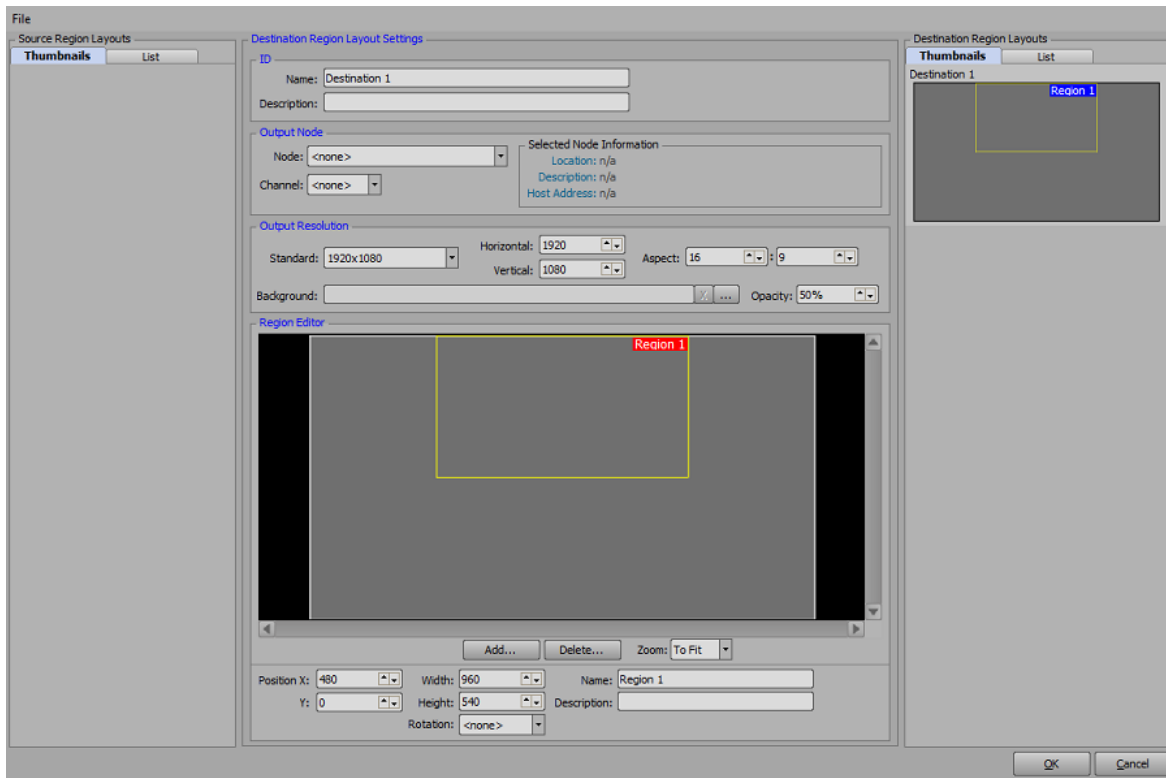 File
Source Region Layouts
Thumbnails List
Destination Region Layout Settings
ID
Name: Destination 1
Description:
Output Node
Node: <none>
Channel: <none>
Selected Node Information
Location: n/a
Description: n/a
Host Address: n/a
Output Resolution
Standard: 1920x1080
Horizontal: 1920
Vertical: 1080
Aspect: 16 : 9
Background: X ... Opacity: 50%
Region Editor
Region 1
Add... Delete... Zoom: To Fit
Position X: 480 Width: 960 Name: Region 1
Y: 0 Height: 540 Description:
Rotation: <none>
Destination Region Layouts
Thumbnails List
Destination 1
Region 1
OK Cancel